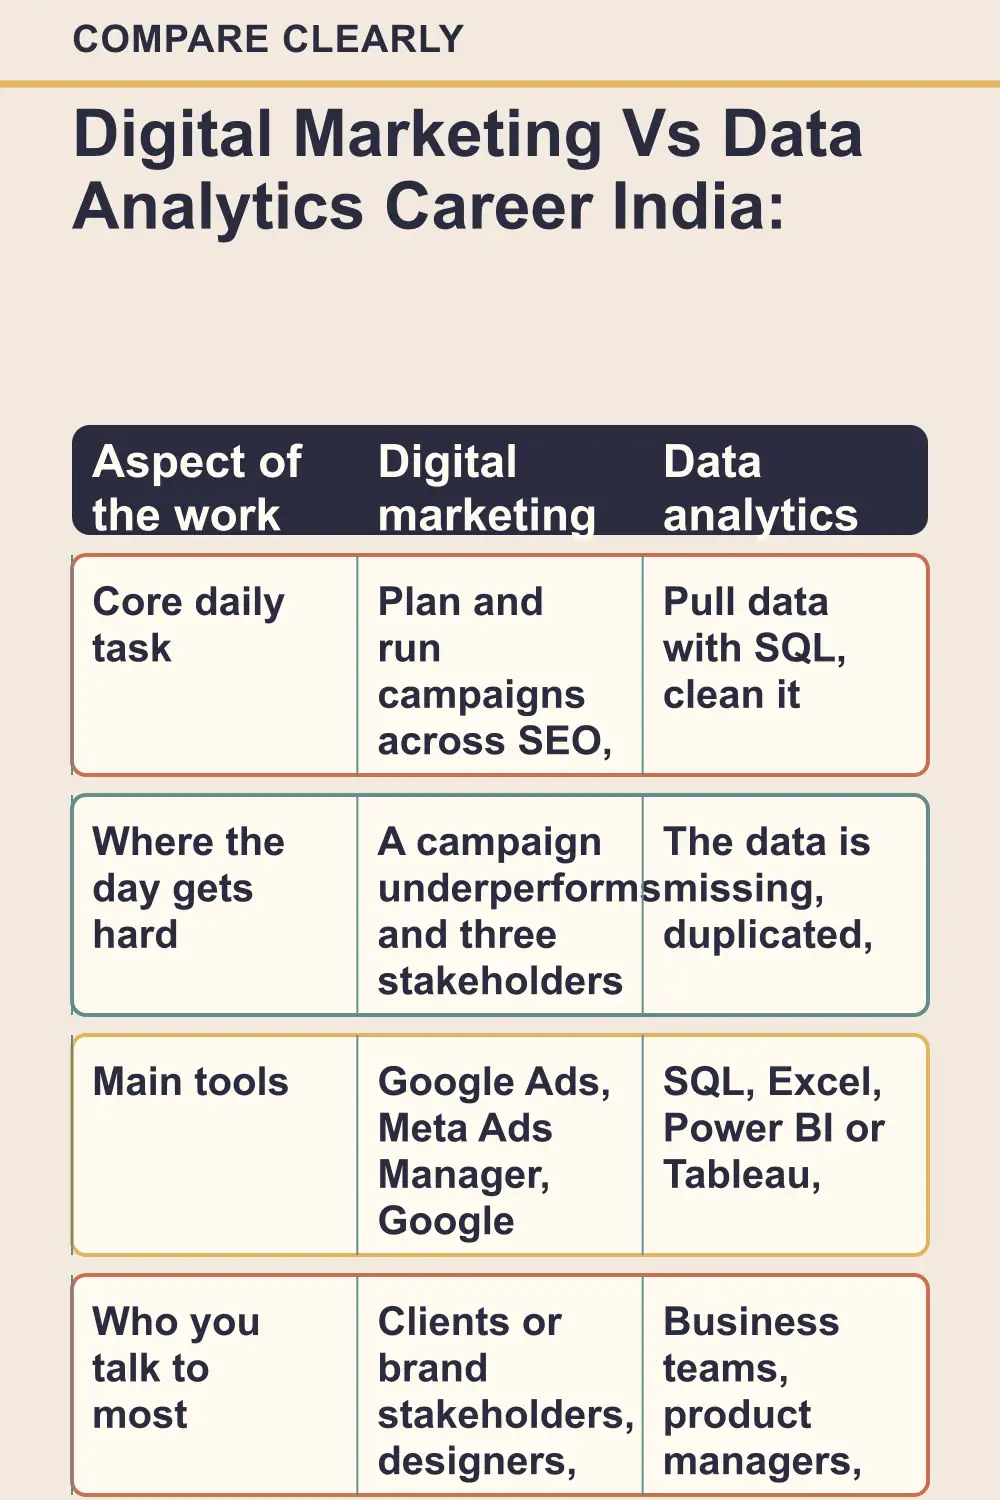 COMPARE CLEARLY
Digital Marketing Vs Data
Analytics Career India:
Aspect of
the work
Digital
marketing
Data
analytics
Core daily
task
Plan and
run
campaigns
across SEO,
Pull data
with SQL,
clean it
Where the
day gets
hard
A campaign
underperforms
and three
stakeholders
The data is
missing,
duplicated,
Main tools
Google Ads,
Meta Ads
Manager,
Google
SQL, Excel,
Power BI or
Tableau,
Who you
talk to
most
Clients or
brand
stakeholders,
designers,
Business
teams,
product
managers,